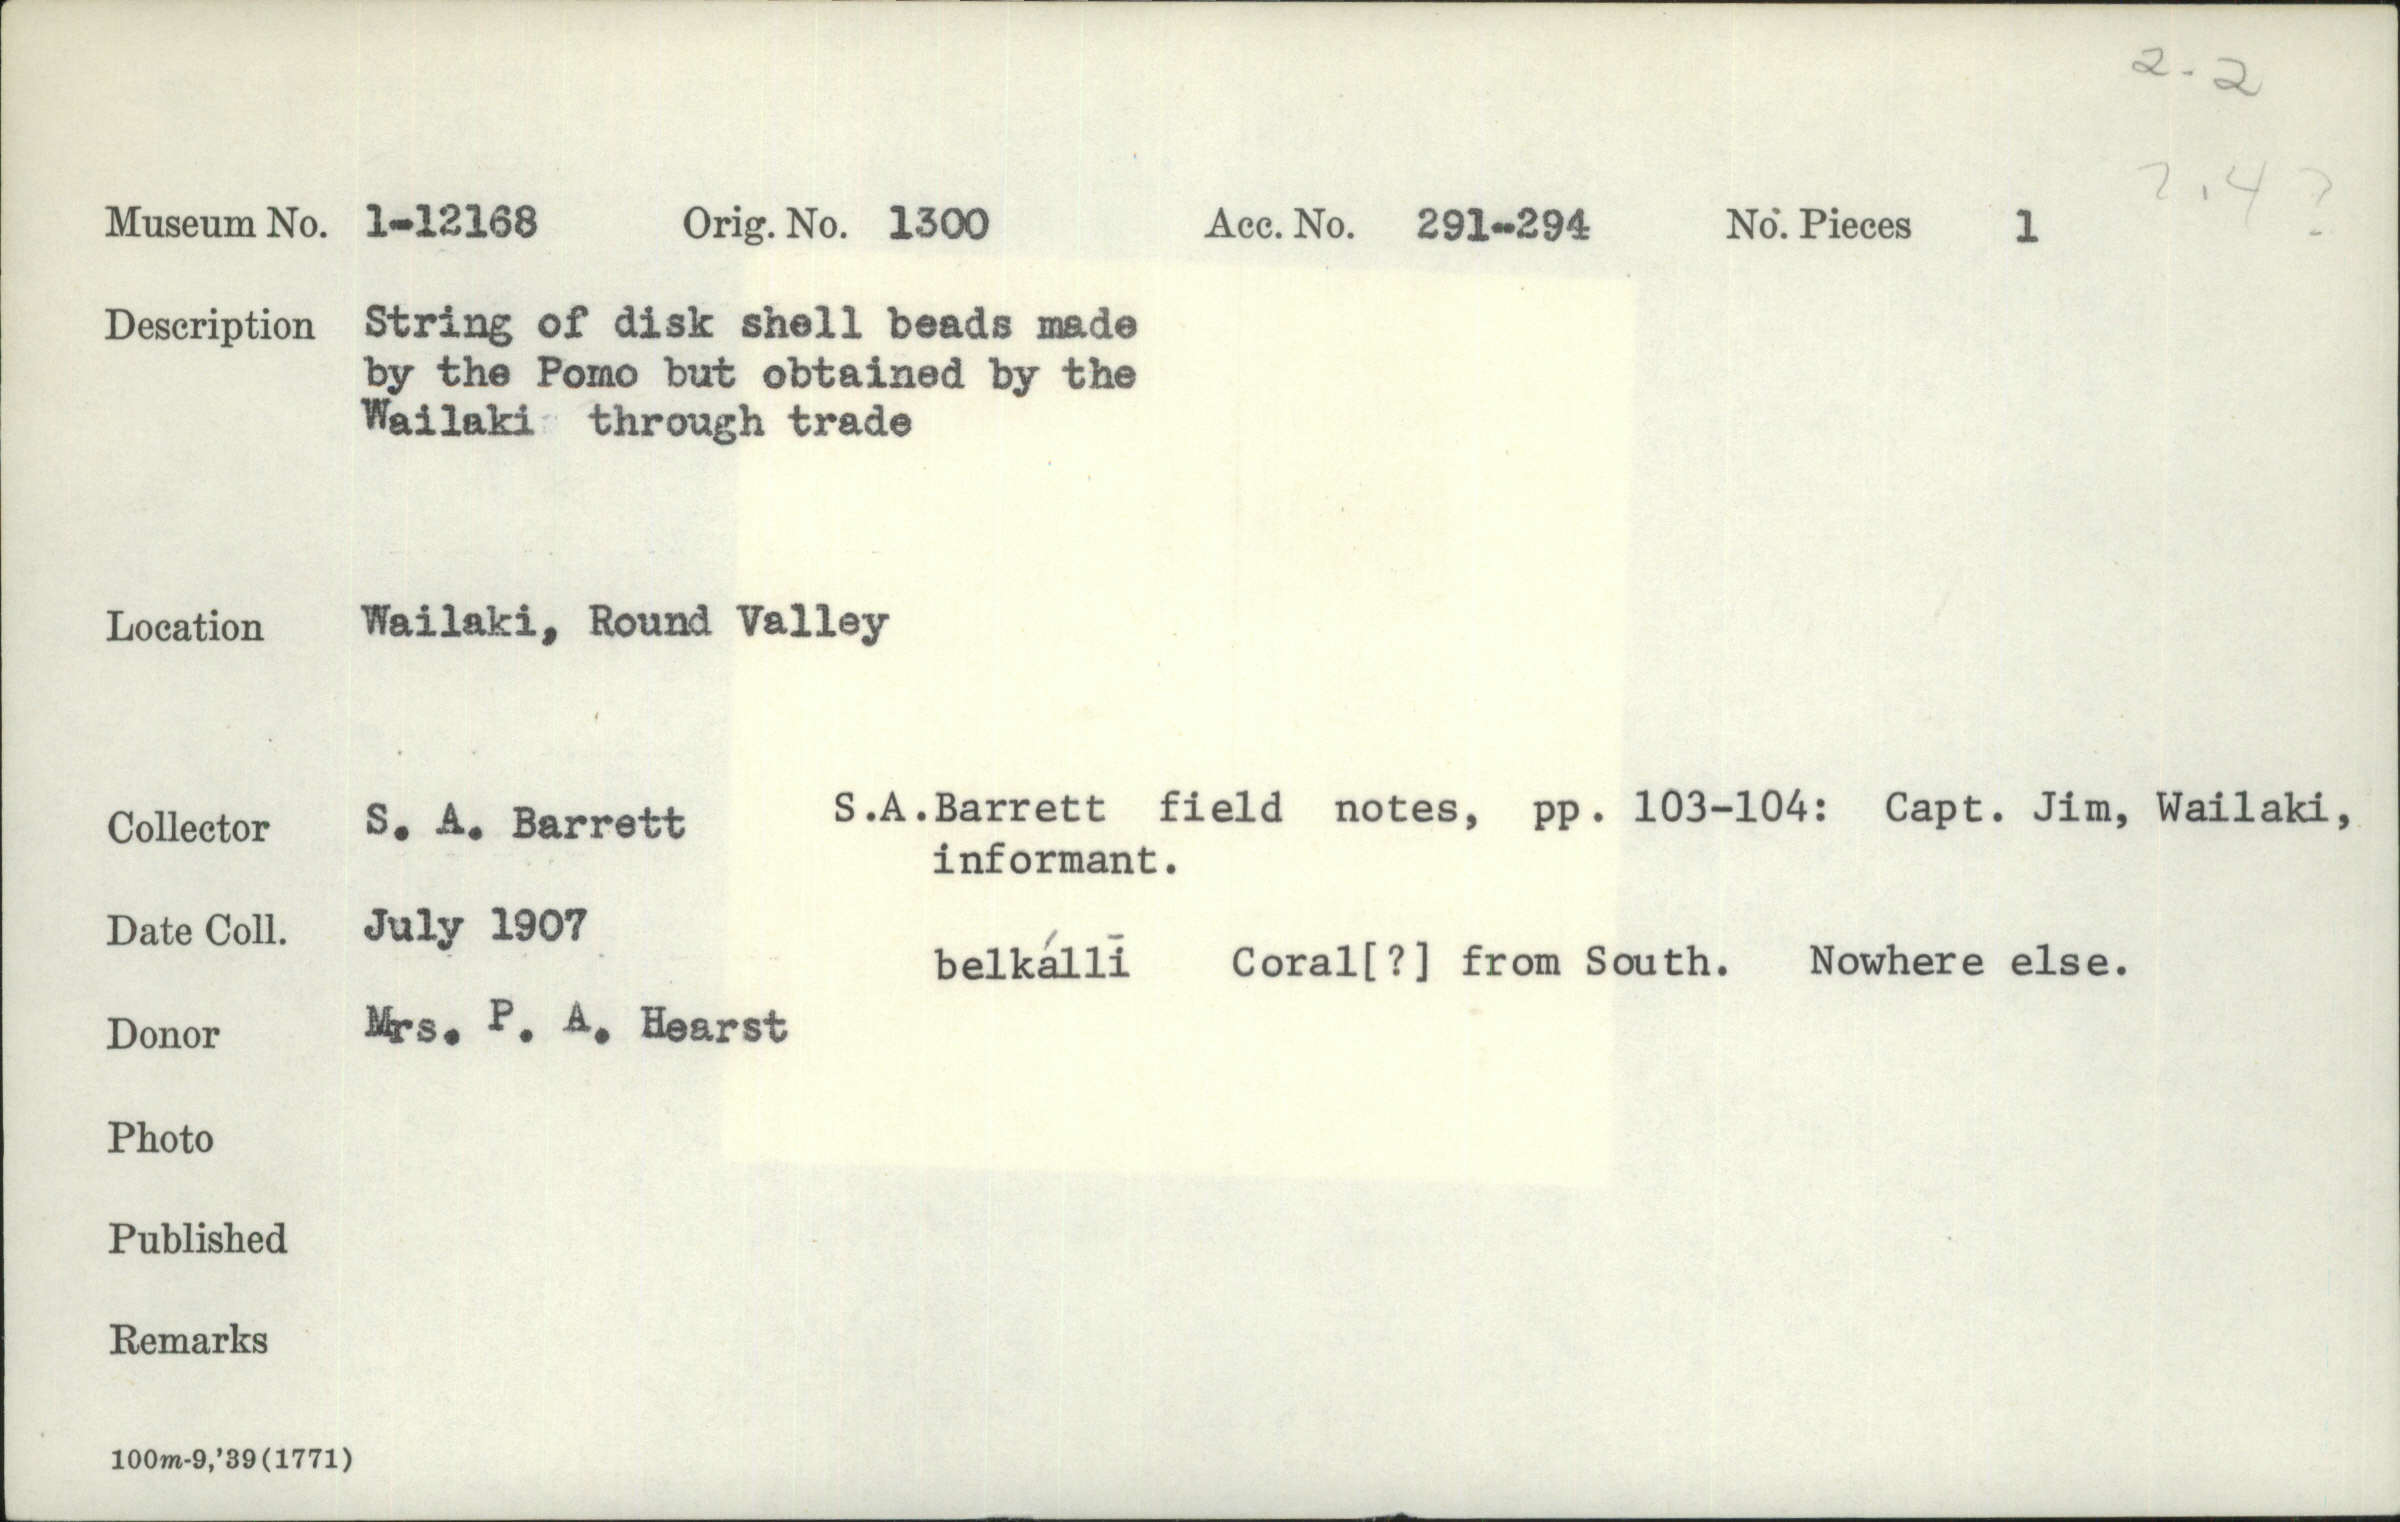 2-2
Museum No. 1-12168 Orig. No. 1300 Acc. No. 291-294 No. Pieces 1
Description String of disk shell beads made
by the Pomo but obtained by the
Wailaki through trade
Location Wailaki, Round Valley
Collector S. A. Barrett S.A.Barrett field notes, pp. 103-104: Capt. Jim, Wailaki,
informant.
Date Coll. July 1907
belkállī Coral[?] from South. Nowhere else.
Donor Mrs. P. A. Hearst
Photo
Published
Remarks
100m-9,'39(1771)